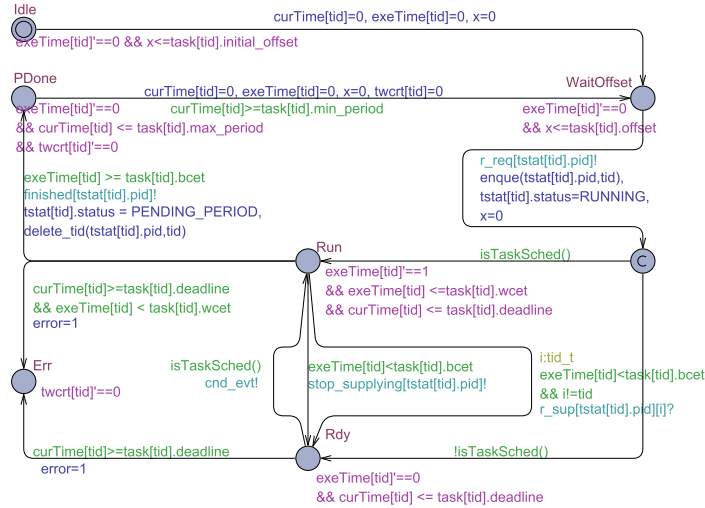 Idle
curTime[tid]=0, exeTime[tid]=0, x=0
exeTime[tid]'==0 && x<=task[tid].initial_offset
PDone
curTime[tid]=0, exeTime[tid]=0, x=0, twcrt[tid]=0
WaitOffset
exeTime[tid]'==0
curTime[tid]>=task[tid].min_period
&& curTime[tid] <= task[tid].max_period
&& twcrt[tid]'==0
exeTime[tid]'==0
&& x<=task[tid].offset
r_req[tstat[tid].pid]!
enque(tstat[tid].pid,tid),
tstat[tid].status=RUNNING,
x=0
exeTime[tid] >= task[tid].bcet
finished[tstat[tid].pid]!
tstat[tid].status = PENDING_PERIOD,
delete_tid(tstat[tid].pid,tid)
Run
isTaskSched()
C
exeTime[tid]'==1
&& exeTime[tid] <=task[tid].wcet
&& curTime[tid] <= task[tid].deadline
curTime[tid]>=task[tid].deadline
&& exeTime[tid] < task[tid].wcet
error=1
Err
twcrt[tid]'==0
isTaskSched()
cnd_evt!
exeTime[tid]<task[tid].bcet
stop_supplying[tstat[tid].pid]!
i:tid_t
exeTime[tid]<task[tid].bcet
&& i!=tid
r_sup[tstat[tid].pid][i]?
Rdy
curTime[tid]>=task[tid].deadline
error=1
!isTaskSched()
exeTime[tid]'==0
&& curTime[tid] <= task[tid].deadline